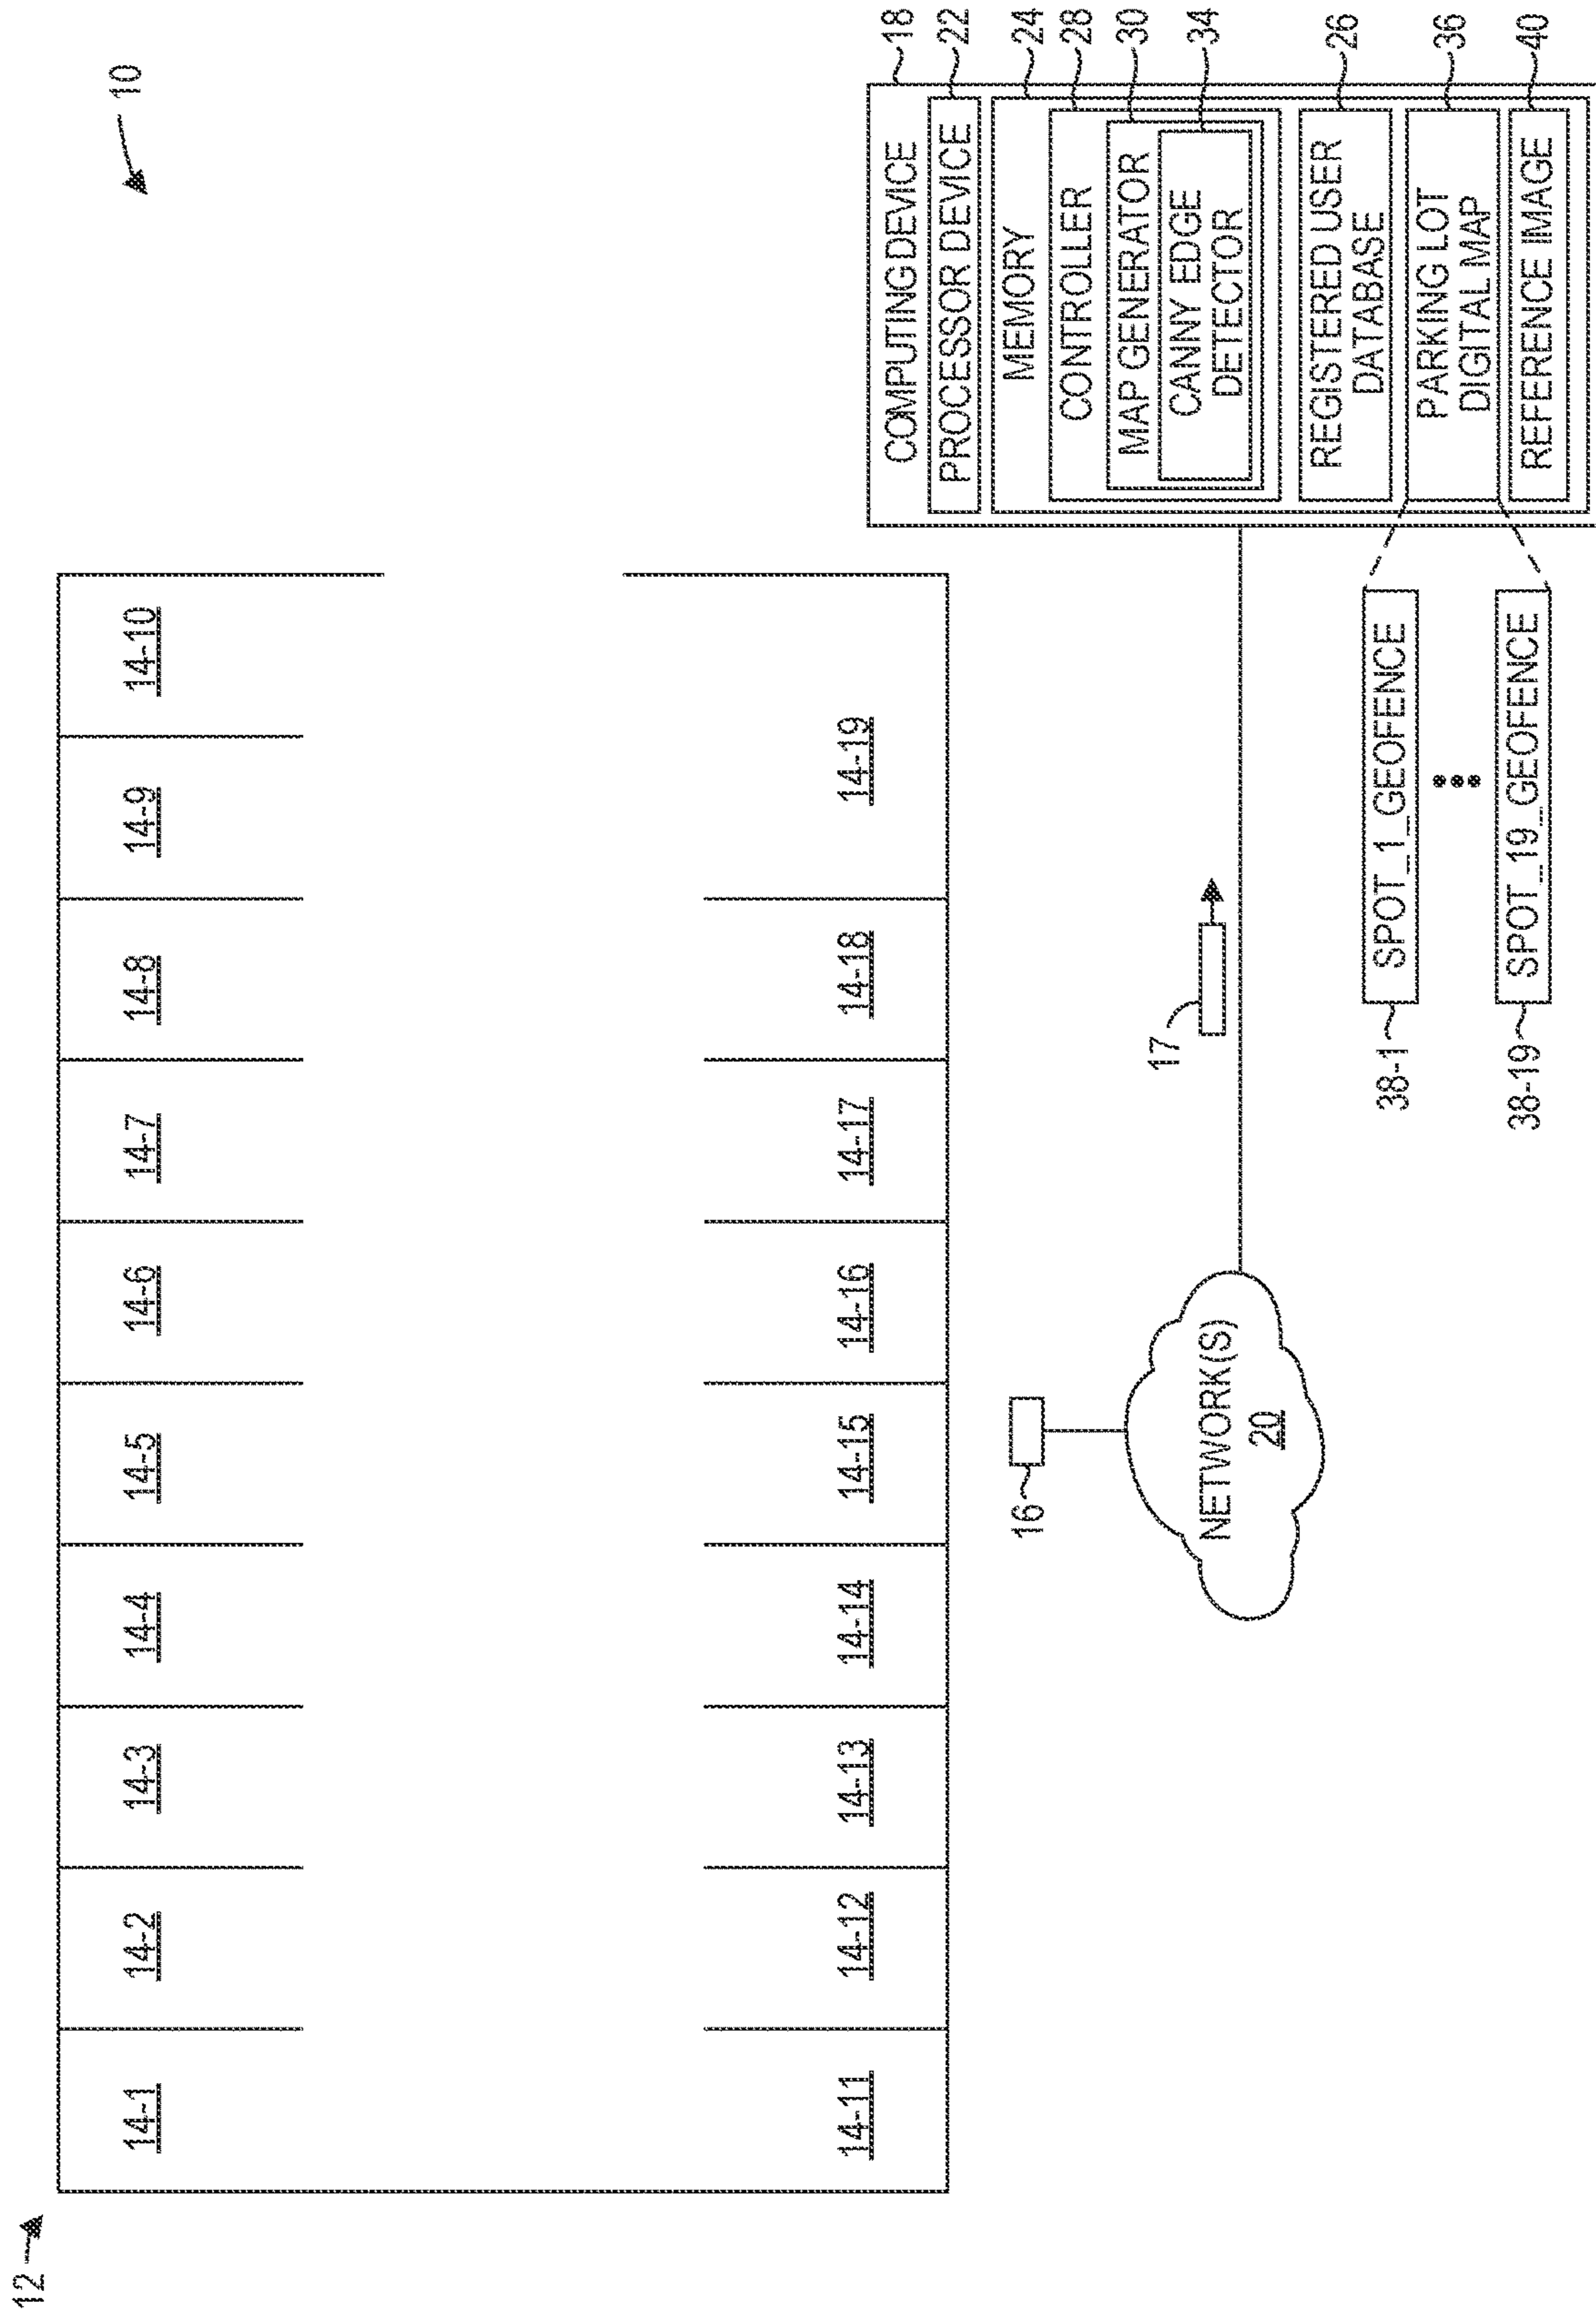 10
12
14-1
14-2
14-3
14-4
14-5
14-6
14-7
14-8
14-9
14-10
14-11
14-12
14-13
14-14
14-15
14-16
14-17
14-18
14-19
16
NETWORK(S)
20
17
COMPUTING DEVICE
18
PROCESSOR DEVICE
22
MEMORY
24
CONTROLLER
28
MAP GENERATOR
30
CANNY EDGE
DETECTOR
34
REGISTERED USER
DATABASE
26
PARKING LOT
DIGITAL MAP
36
REFERENCE IMAGE
40
38-1
SPOT_1_GEOFENCE
38-19
SPOT_19_GEOFENCE